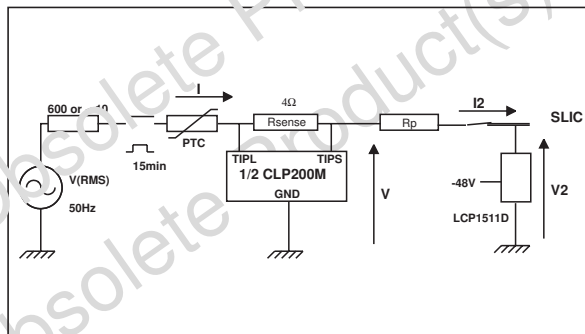 Obsolete Product(s)
Obsolete
600 or
10
I
4Ω
Rsense
I2
SLIC
Rp
PTC
15min
TIPL
TIPS
1/2 CLP200M
GND
V(RMS)
50Hz
V
-48V
V2
LCP1511D